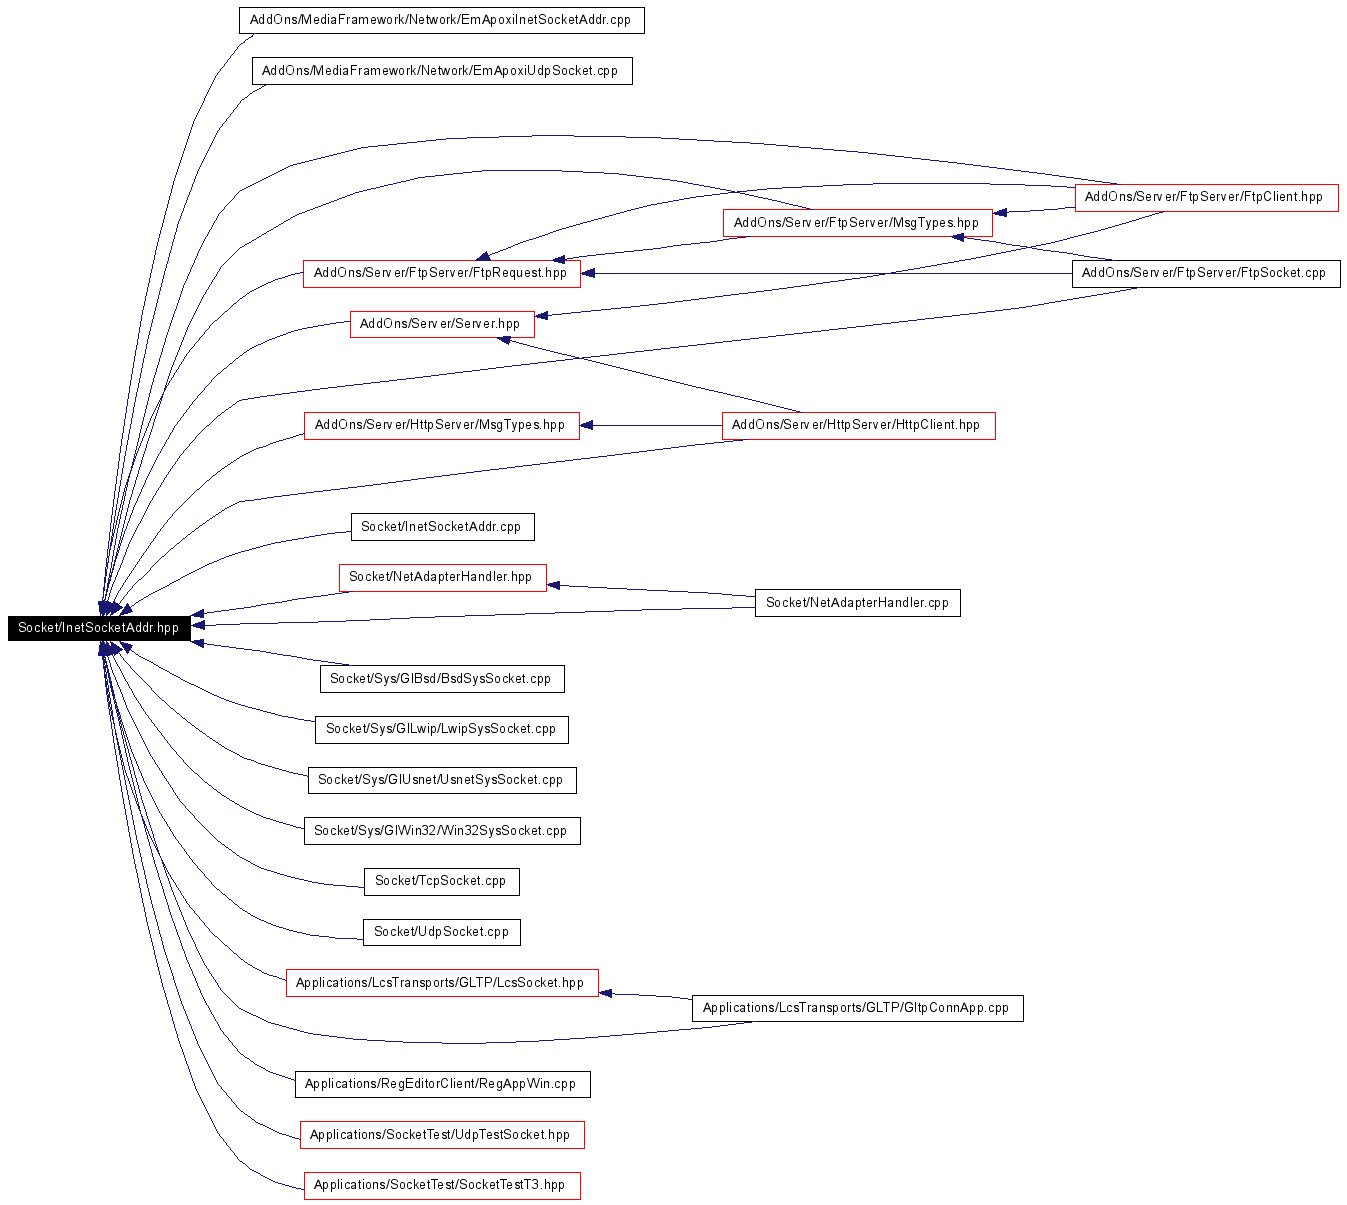 AddOns/MediaFramework/Network/EmApoxiInetSocketAddr.cpp
AddOns/MediaFramework/Network/EmApoxiUdpSocket.cpp
AddOns/Server/FtpServer/FtpClient.hpp
AddOns/Server/FtpServer/MsgTypes.hpp
AddOns/Server/FtpServer/FtpRequest.hpp
AddOns/Server/FtpServer/FtpSocket.cpp
AddOns/Server/Server.hpp
AddOns/Server/HttpServer/MsgTypes.hpp
AddOns/Server/HttpServer/HttpClient.hpp
Socket/InetSocketAddr.cpp
Socket/NetAdapterHandler.hpp
Socket/NetAdapterHandler.cpp
Socket/InetSocketAddr.hpp
Socket/Sys/GIBsd/BsdSysSocket.cpp
Socket/Sys/GILwip/LwipSysSocket.cpp
Socket/Sys/GIUsnet/UsnetSysSocket.cpp
Socket/Sys/GIWin32/Win32SysSocket.cpp
Socket/TcpSocket.cpp
Socket/UdpSocket.cpp
Applications/LcsTransports/GLTP/LcsSocket.hpp
Applications/LcsTransports/GLTP/GltpConnApp.cpp
Applications/RegEditorClient/RegAppWin.cpp
Applications/SocketTest/UdpTestSocket.hpp
Applications/SocketTest/SocketTestT3.hpp